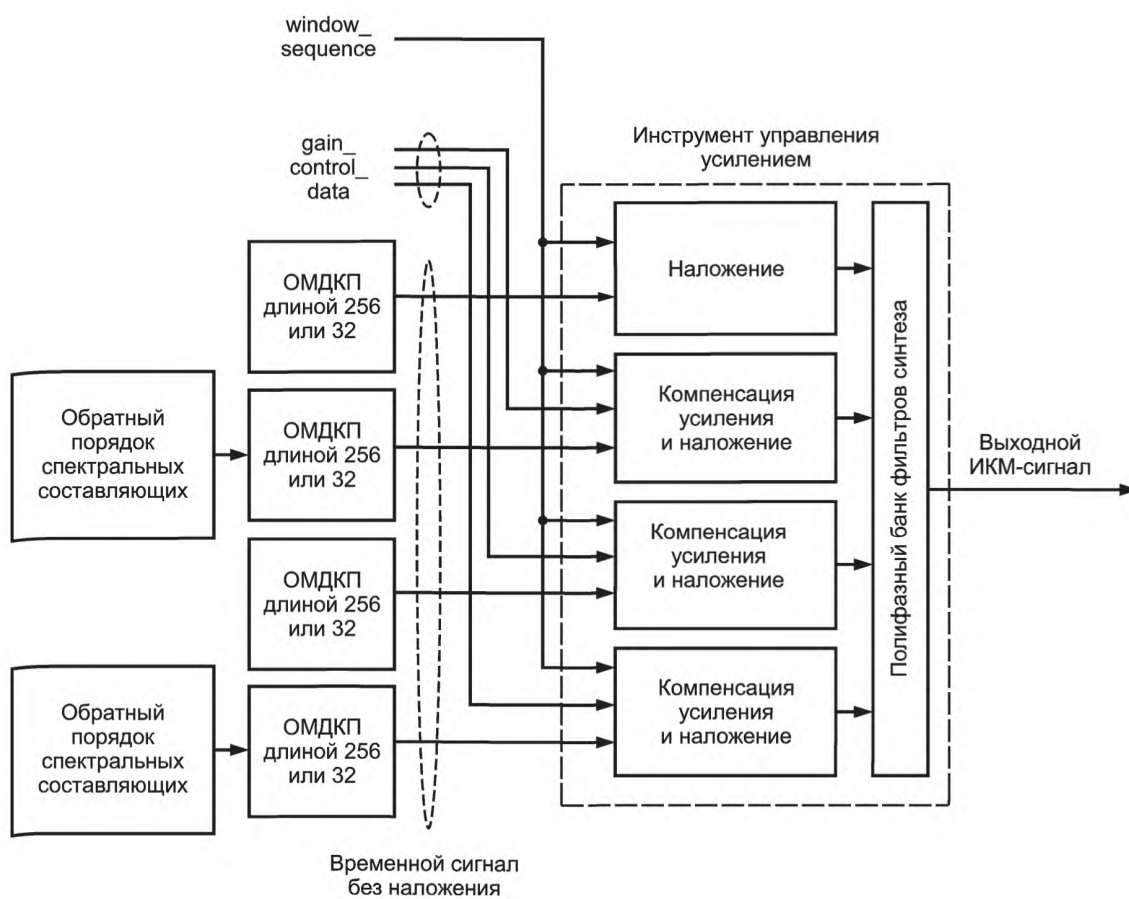 window_
sequence
gain_
control_
data
Инструмент управления
усилением
ОМДКП
длиной 256
или 32
Наложение
Обратный
порядок
спектральных
составляющих
ОМДКП
длиной 256
или 32
Компенсация
усиления
и наложение
Полифазный банк фильтров синтеза
Выходной
ИКМ-сигнал
ОМДКП
длиной 256
или 32
Компенсация
усиления
и наложение
Обратный
порядок
спектральных
составляющих
ОМДКП
длиной 256
или 32
Компенсация
усиления
и наложение
Временной сигнал
без наложения